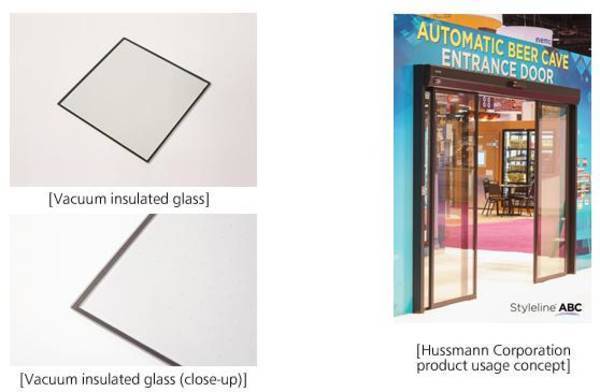 [Vacuum insulated glass]
[Vacuum insulated glass (close-up)]
AUTOMATIC BEER CAVE
ENTRANCE DOOR
Styleline ABC
[Hussmann Corporation
product usage concept]